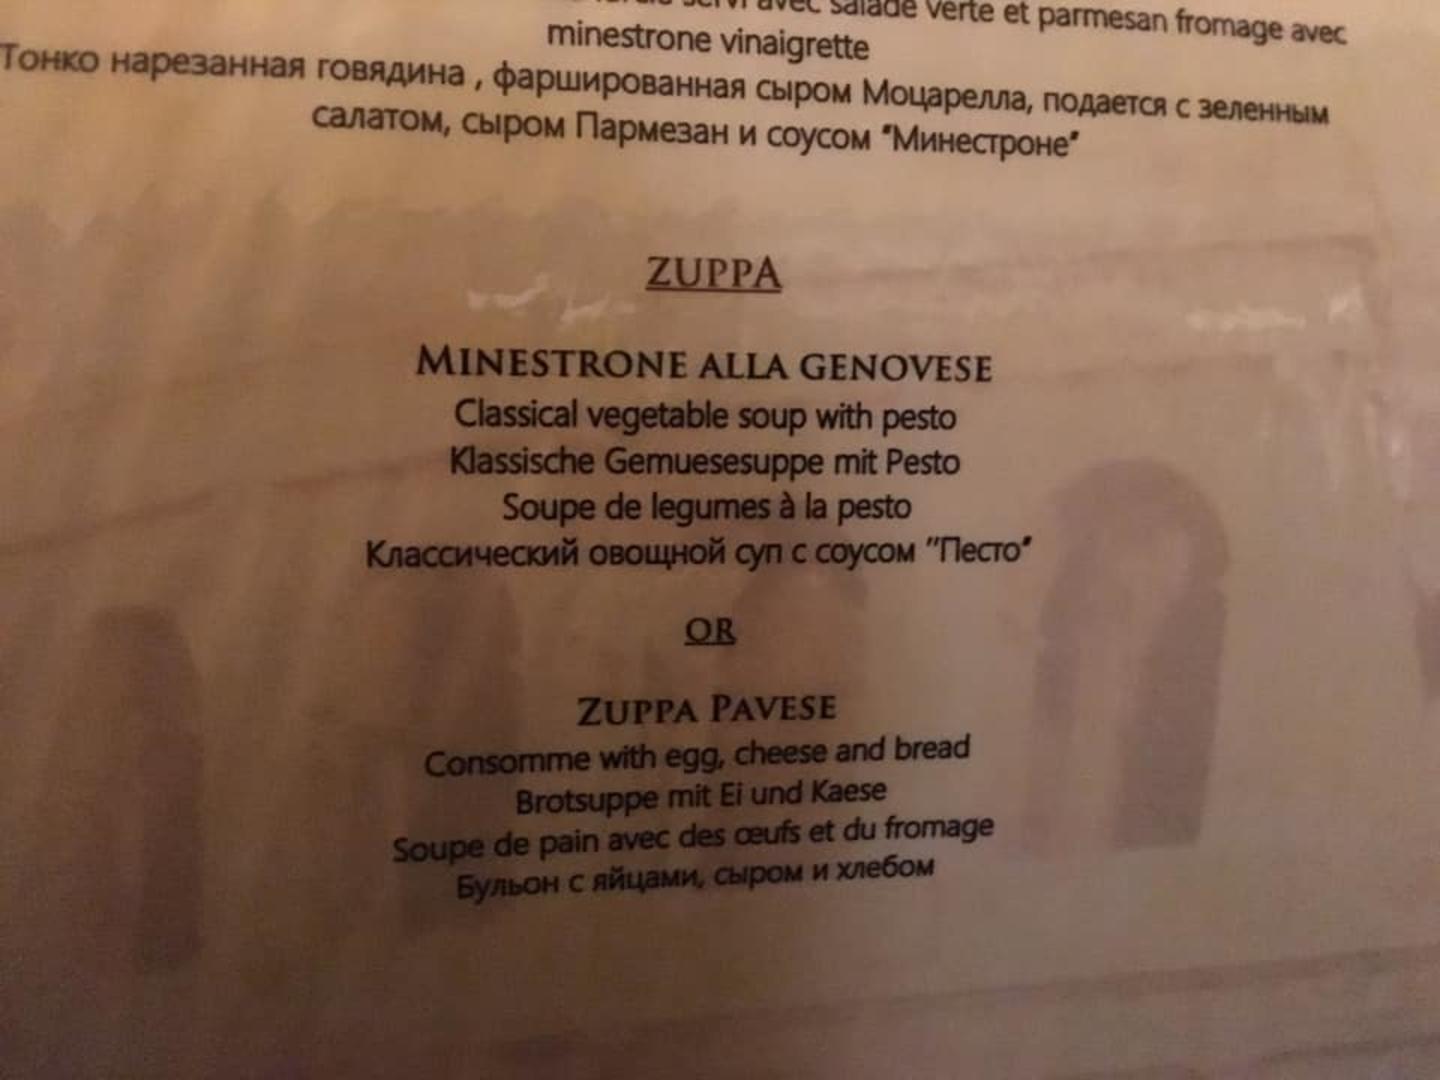 servi avec salade verte et parmesan fromage avec
minestrone vinaigrette
Тонко нарезанная говядина , фаршированная сыром Моцарелла, подается с зеленным
салатом, сыром Пармезан и соусом "Минестроне"
ZUPPA
MINESTRONE ALLA GENOVESE
Classical vegetable soup with pesto
Klassische Gemuesesuppe mit Pesto
Soupe de legumes à la pesto
Классический овощной суп с соусом "Песто"
OR
ZUPPA PAVESE
Consomme with egg, cheese and bread
Brotsuppe mit Ei und Kaese
Soupe de pain avec des œufs et du fromage
Бульон с яйцами, сыром и хлебом